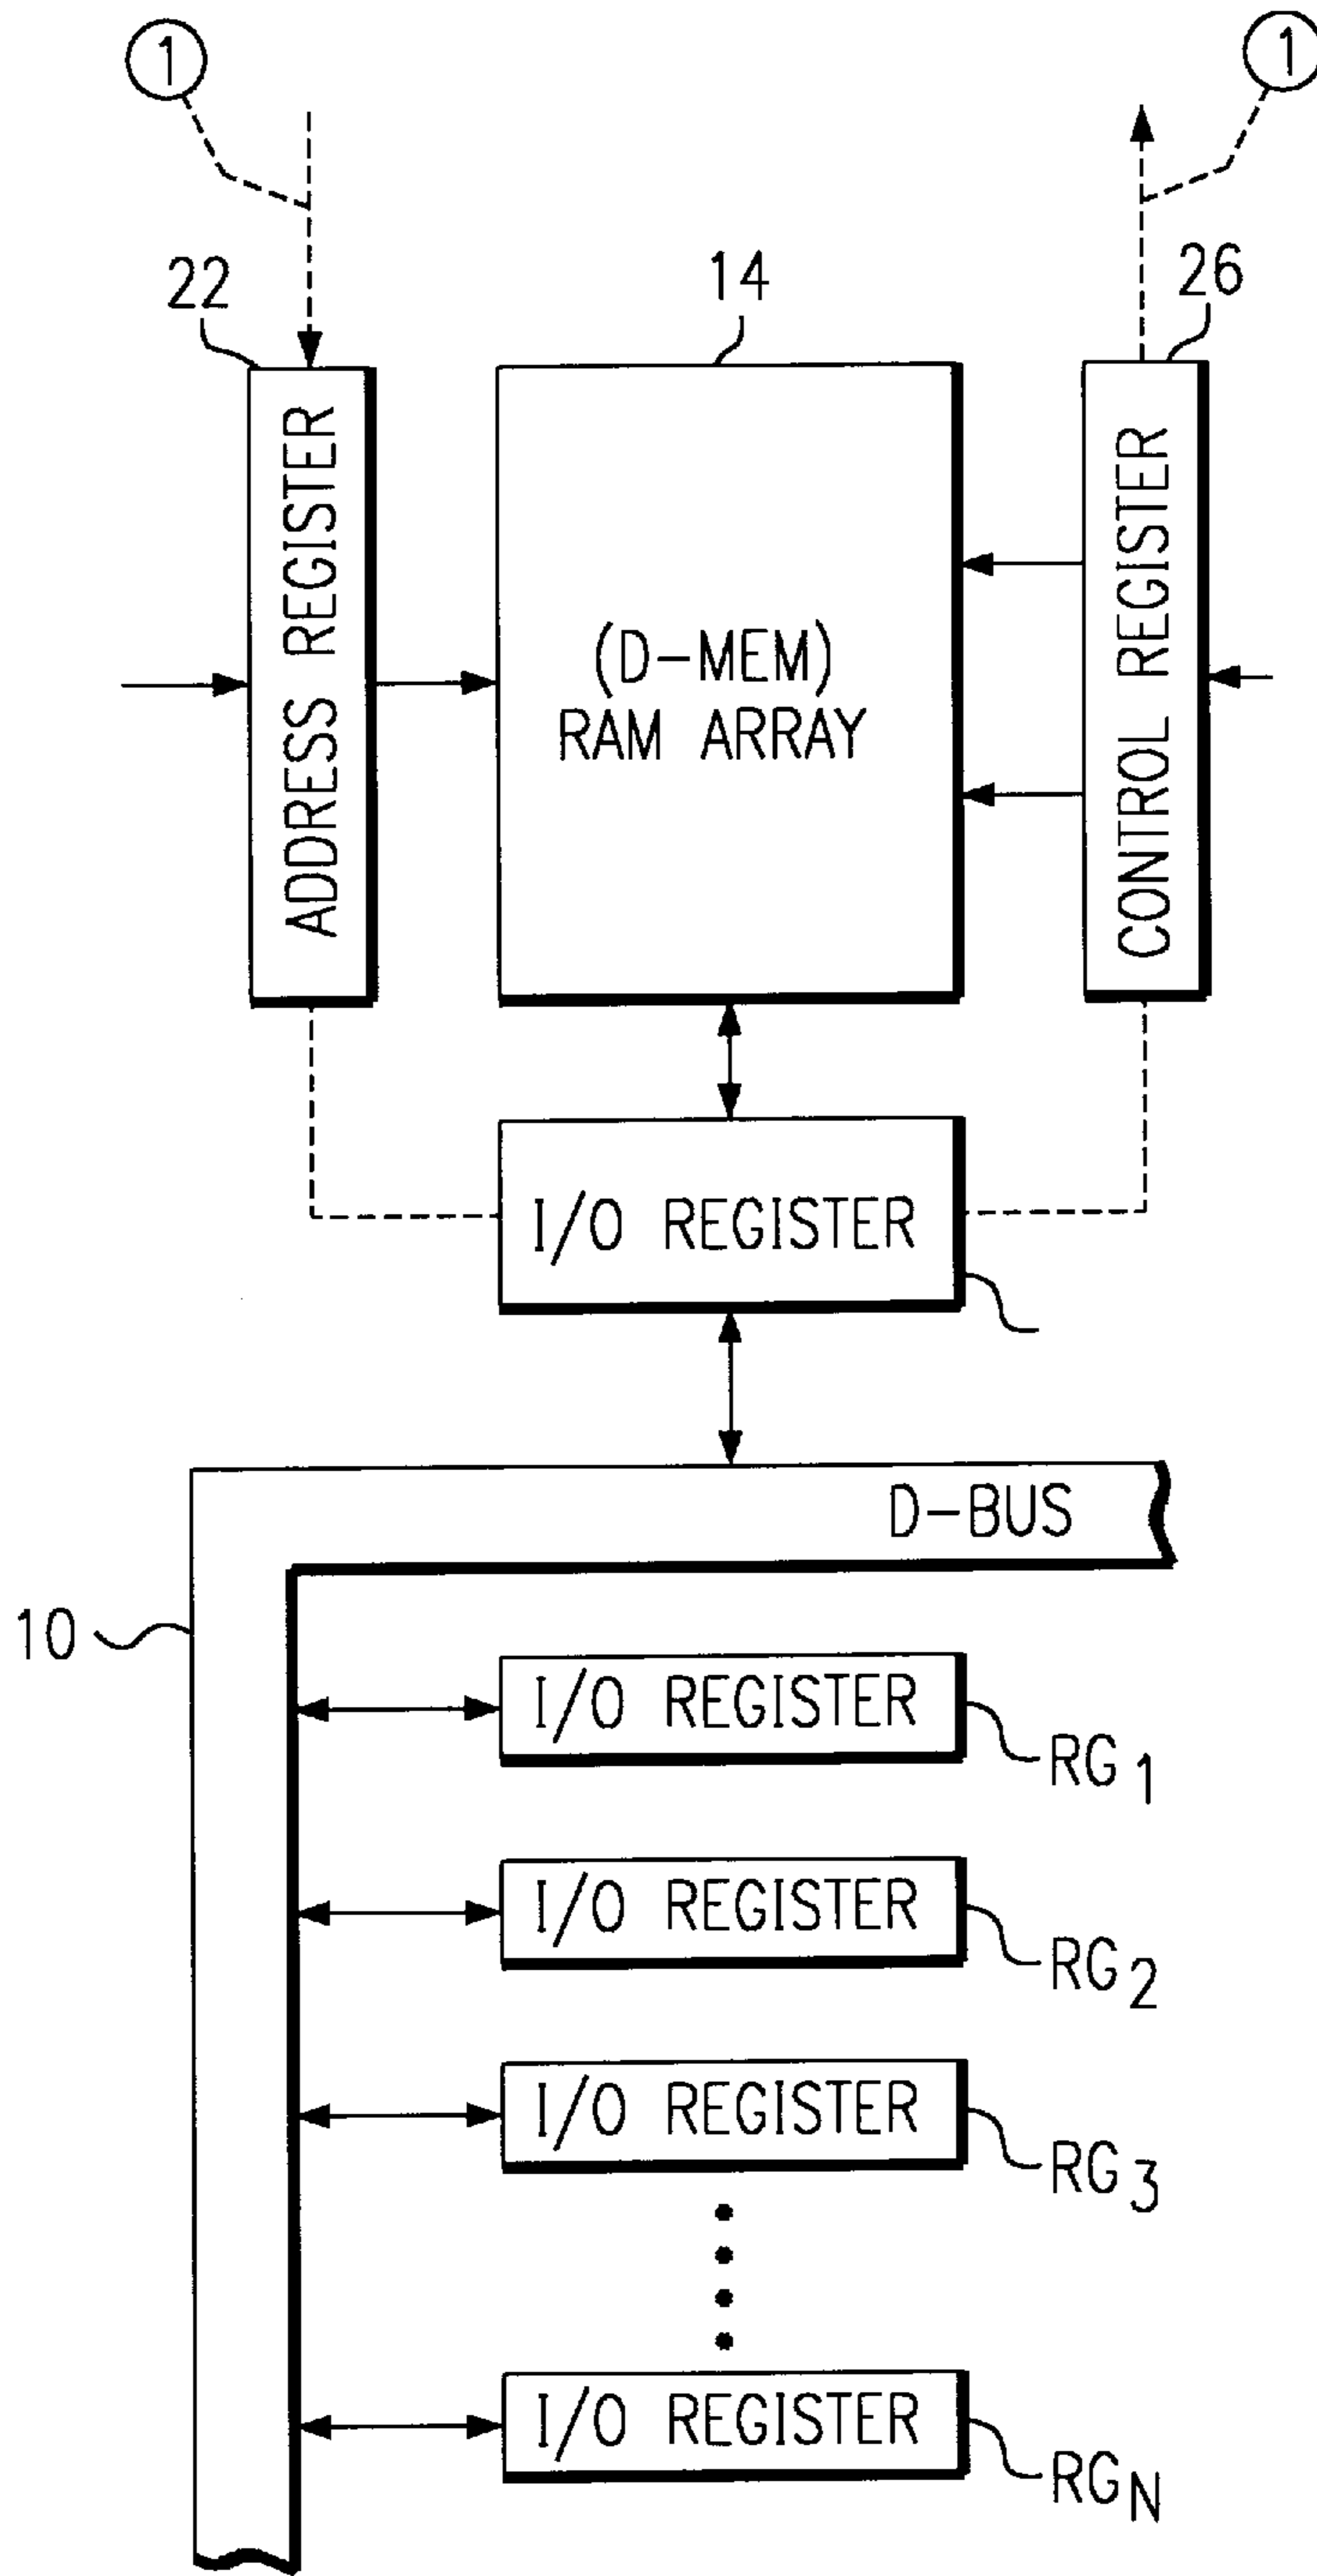 1
1
22
14
26
ADDRESS REGISTER
(D-MEM)
RAM ARRAY
CONTROL REGISTER
I/O REGISTER
D-BUS
10
I/O REGISTER
RG1
I/O REGISTER
RG2
I/O REGISTER
RG3
I/O REGISTER
RGN